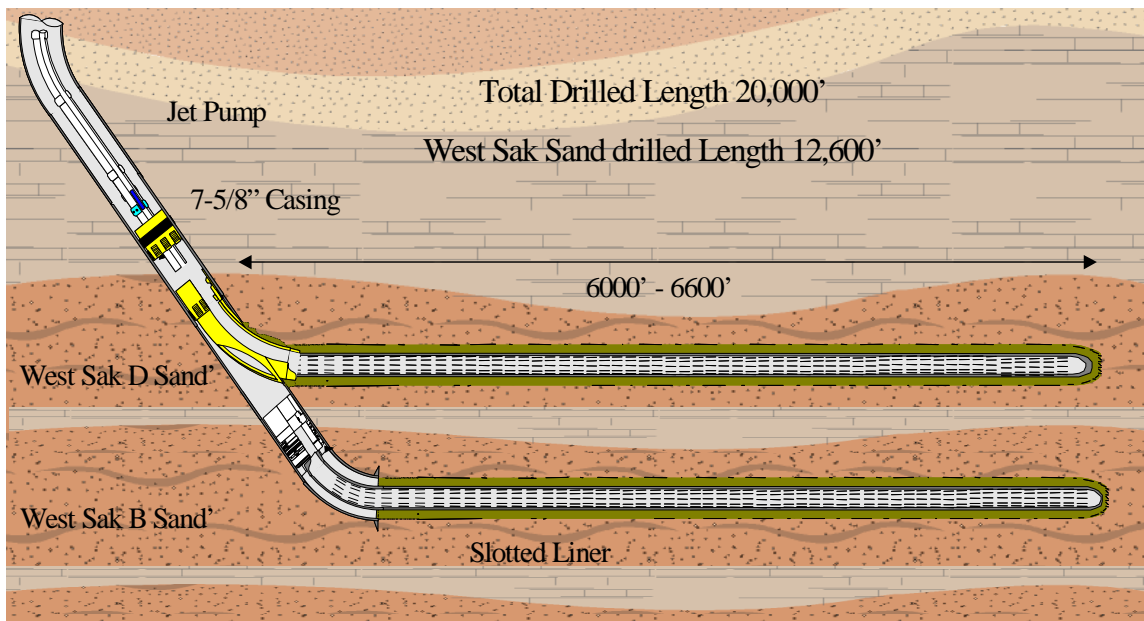 Total Drilled Length 20,000’
Jet Pump
West Sak Sand drilled Length 12,600’
7-5/8” Casing
6000’ - 6600’
West Sak D Sand’
West Sak B Sand’
Slotted Liner